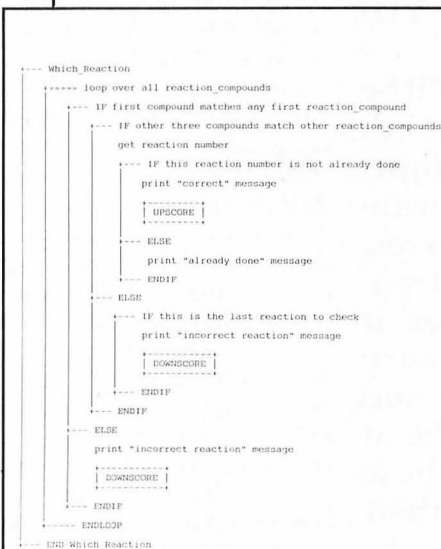 +--- Which_Reaction
+===== loop over all reaction_compounds
+--- IF first compound matches any first reaction_compound
+--- IF other three compounds match other reaction_compounds
get reaction number
+--- IF this reaction number is not already done
print "correct" message
| UPSCORE |
+--- ELSE
print "already done" message
+--- ENDIF
+--- ELSE
+--- IF this is the last reaction to check
print "incorrect reaction" message
| DOWNSCORE |
+--- ENDIF
+--- ENDIF
+--- ELSE
print "incorrect reaction" message
| DOWNSCORE |
+--- ENDIF
+----- ENDLOOP
+--- END Which_Reaction